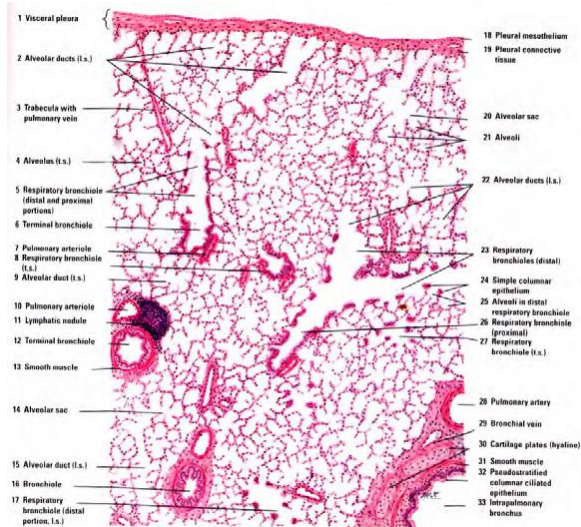 1 Visceral pleura
2 Alveolar ducts (l.s.)
3 Trabecula with
pulmonary vein
4 Alveolus (t.s.)
5 Respiratory bronchiole
(distal and proximal
portions)
6 Terminal bronchiole
7 Pulmonary arteriole
8 Respiratory bronchiole
(t.s.)
9 Alveolar duct (t.s.)
10 Pulmonary arteriole
11 Lymphatic nodule
12 Terminal bronchiole
13 Smooth muscle
14 Alveolar sac
15 Alveolar duct (l.s.)
16 Bronchiole
17 Respiratory
bronchiole (distal
portion, l.s.)
18 Pleural mesothelium
19 Pleural connective
tissue
20 Alveolar sac
21 Alveoli
22 Alveolar ducts (l.s.)
23 Respiratory
bronchioles (distal)
24 Simple columnar
epithelium
25 Alveoli in distal
respiratory bronchiole
26 Respiratory bronchiole
(proximal)
27 Respiratory
bronchiole (t.s.)
28 Pulmonary artery
29 Bronchial vein
30 Cartilage plates (hyaline)
31 Smooth muscle
32 Pseudostratified
columnar ciliated
epithelium
33 Intrapulmonary
bronchus